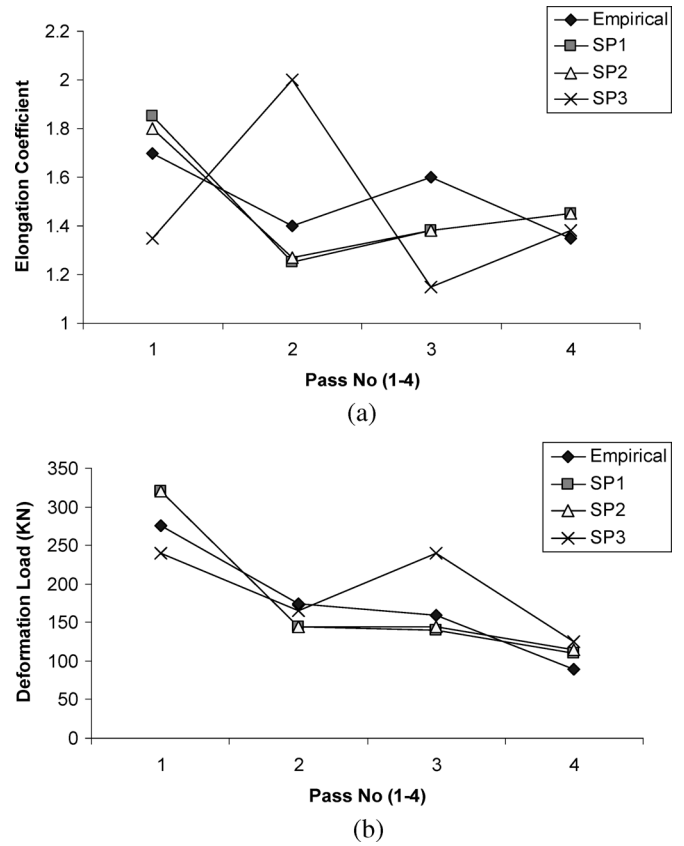 Empirical
SP1
SP2
SP3
Elongation Coefficient
2.2
2
1.8
1.6
1.4
1.2
1
1 2 3 4
Pass No (1-4)
(a)
Empirical
SP1
SP2
SP3
Deformation Load (KN)
350
300
250
200
150
100
50
0
1 2 3 4
Pass No (1-4)
(b)